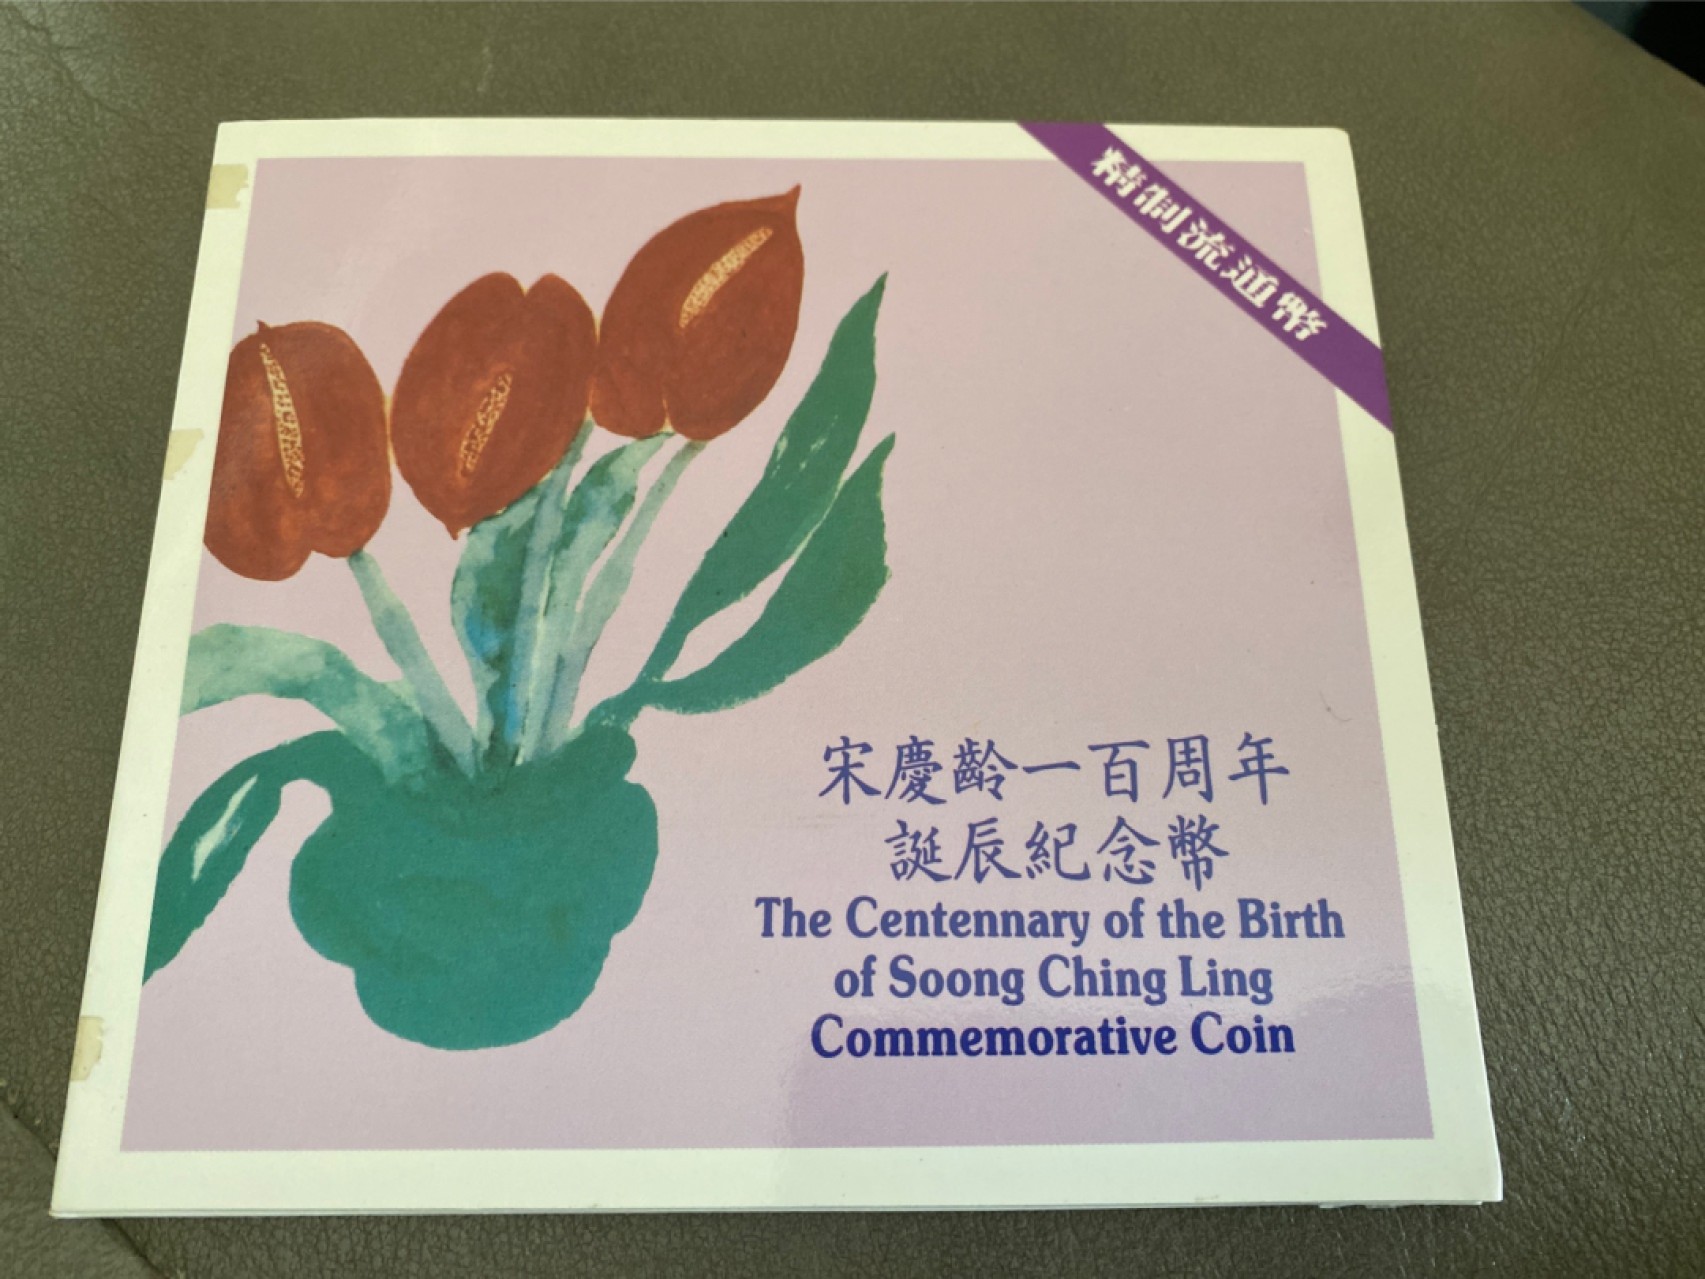 精制流通幣
宋慶齡一百周年
誕辰紀念幣
The Centennary of the Birth
of Soong Ching Ling
Commemorative Coin